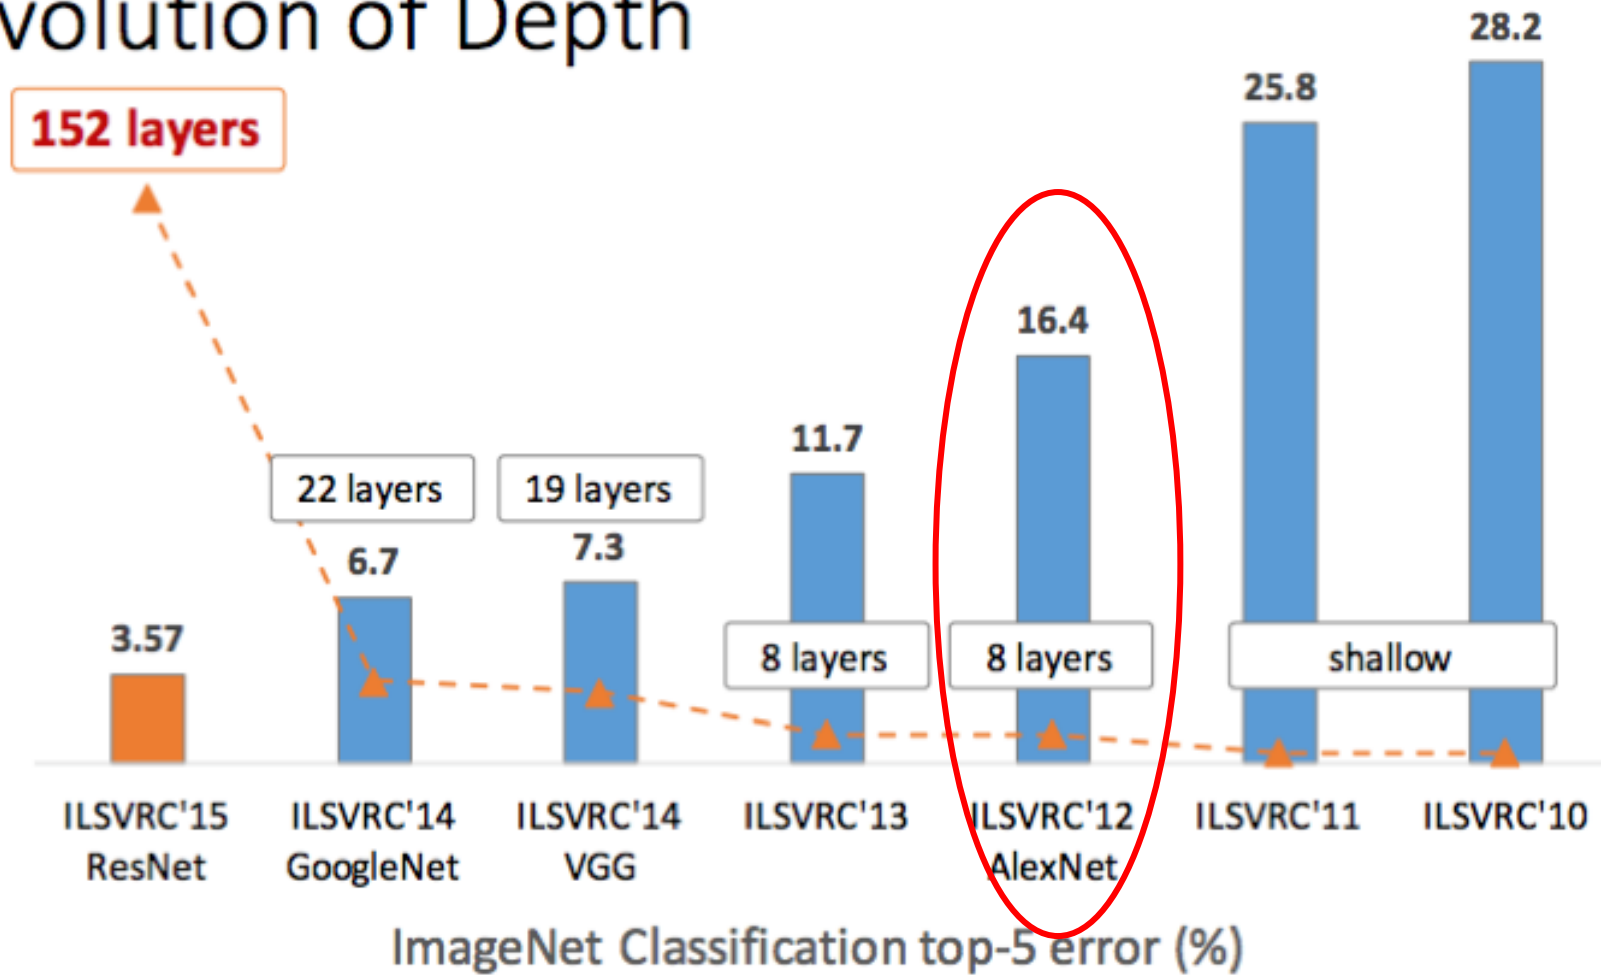 volution of Depth
28.2
25.8
152 layers
16.4
11.7
22 layers
19 layers
7.3
6.7
3.57
8 layers
8 layers
shallow
ILSVRC'15
ResNet
ILSVRC'14
GoogleNet
ILSVRC'14
VGG
ILSVRC'13
ILSVRC'12
AlexNet
ILSVRC'11
ILSVRC'10
ImageNet Classification top-5 error (%)